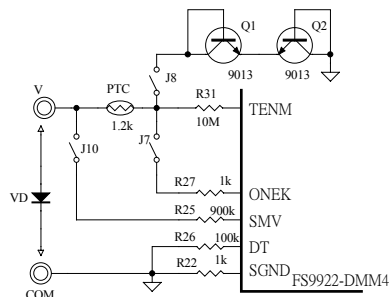 Q1 Q2
9013 9013
J8
V PTC R31
10M TENM
1.2k
J10 J7
R27 1k ONEK
VD R25 900k SMV
R26 100k DT
R22 1k SGND
FS9922-DMM4
COM